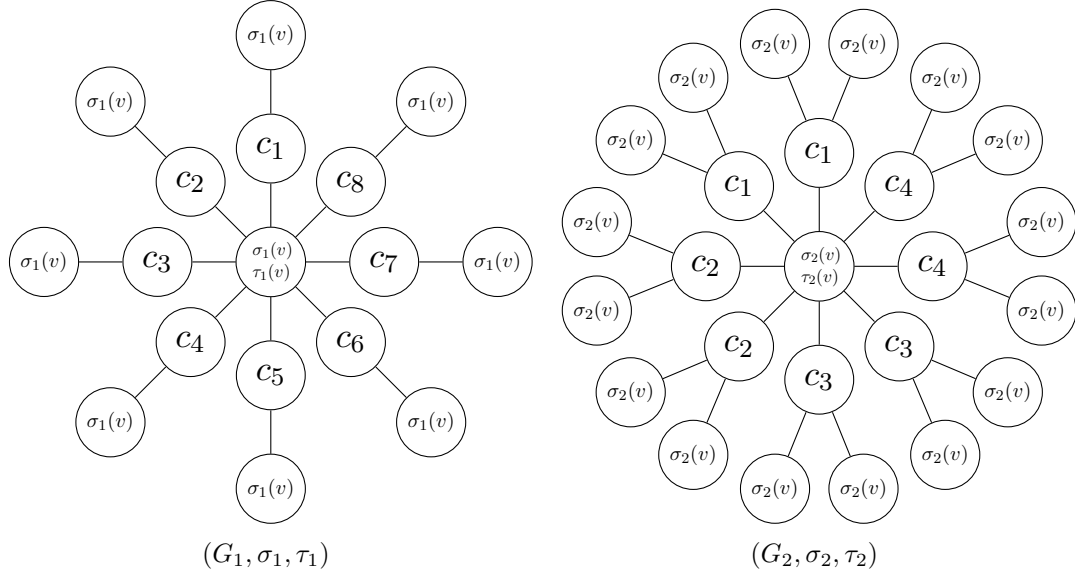 σ₁(v)
σ₁(v)
σ₁(v)
c₁
c₂
c₈
σ₁(v)
c₃
σ₁(v)
τ₁(v)
c₇
σ₁(v)
c₄
c₆
c₅
σ₁(v)
σ₁(v)
σ₁(v)
(G₁, σ₁, τ₁)
σ₂(v)
σ₂(v)
σ₂(v)
σ₂(v)
σ₂(v)
c₁
σ₂(v)
c₁
c₄
σ₂(v)
σ₂(v)
c₂
σ₂(v)
τ₂(v)
c₄
σ₂(v)
σ₂(v)
c₂
c₃
c₃
σ₂(v)
σ₂(v)
σ₂(v)
σ₂(v)
σ₂(v)
σ₂(v)
(G₂, σ₂, τ₂)